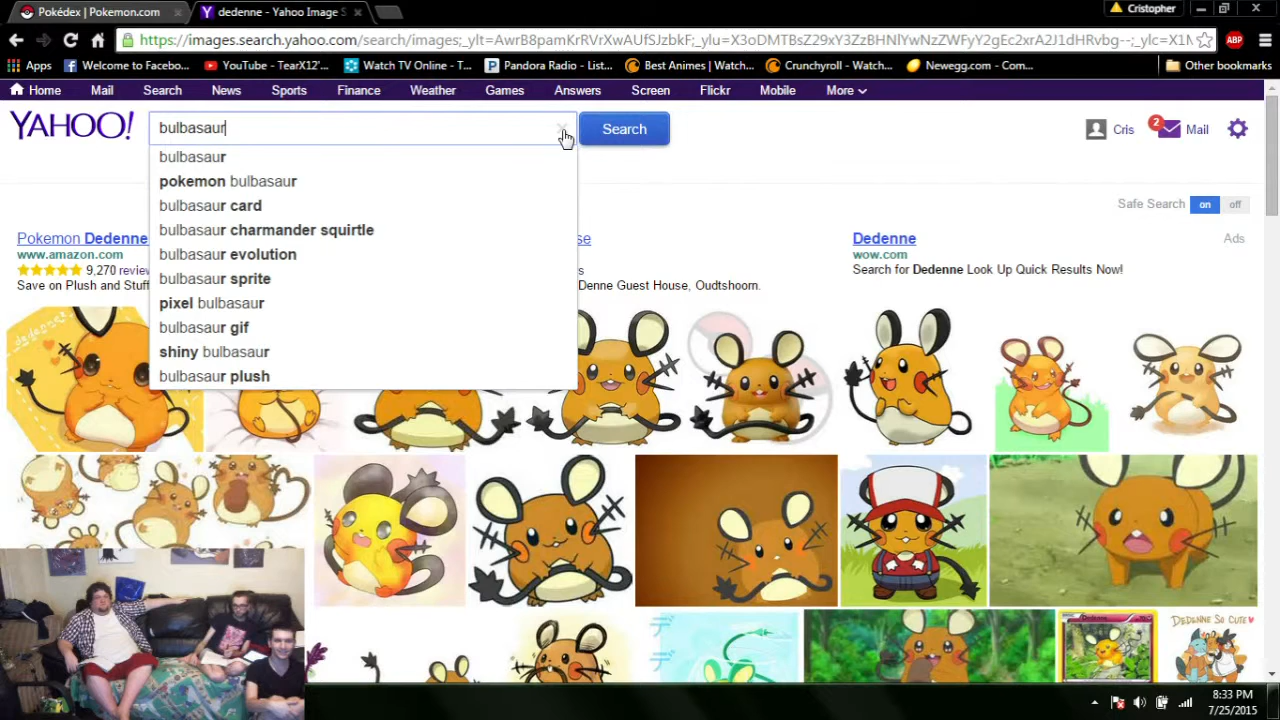 Pokédex | Pokemon.com
dedenne - Yahoo Image S
Cristopher
https://images.search.yahoo.com/search/images;_ylt=AwrB8pamKrRVrXwAUfSJzbkF;_ylu=X3oDMTBsZ29xY3ZzBHNlYwNzZWFyY2gEc2xrA2J1dHRvbg--;_ylc=X1M
ABP
Apps
Welcome to Facebo...
YouTube - TearX12'...
Watch TV Online - T...
Pandora Radio - List...
Best Animes | Watch...
Crunchyroll - Watch...
Newegg.com - Com...
Other bookmarks
Home Mail Search News Sports Finance Weather Games Answers Screen Flickr Mobile More
YAHOO!
bulbasaur
Search
2
Cris
Mail
bulbasaur
pokemon bulbasaur
bulbasaur card
bulbasaur charmander squirtle
bulbasaur evolution
bulbasaur sprite
pixel bulbasaur
bulbasaur gif
shiny bulbasaur
bulbasaur plush
Safe Search on off
Pokemon Dedenne
www.amazon.com
9,270 review
Save on Plush and Stuff
se
s
Denne Guest House, Oudtshoorn.
Dedenne
Ads
wow.com
Search for Dedenne Look Up Quick Results Now!
dedenne
デ
Dedenne
DEDENNE SO CUTE
8:33 PM
7/25/2015